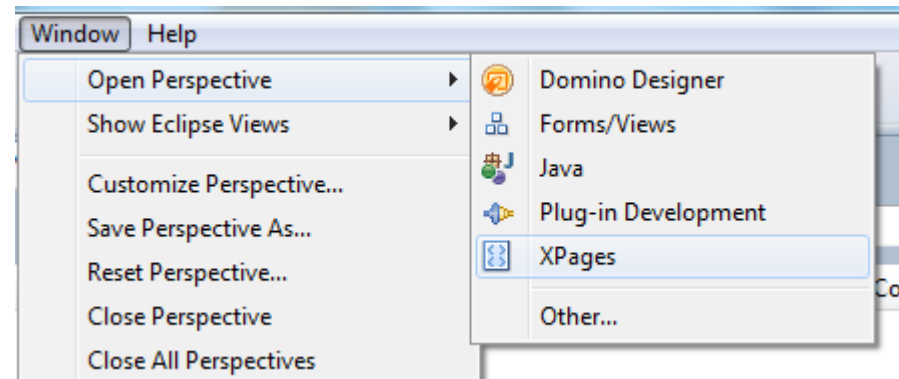 Window Help
Open Perspective
Show Eclipse Views
Customize Perspective...
Save Perspective As...
Reset Perspective...
Close Perspective
Close All Perspectives
Domino Designer
Forms/Views
Java
Plug-in Development
XPages
Other...
Co